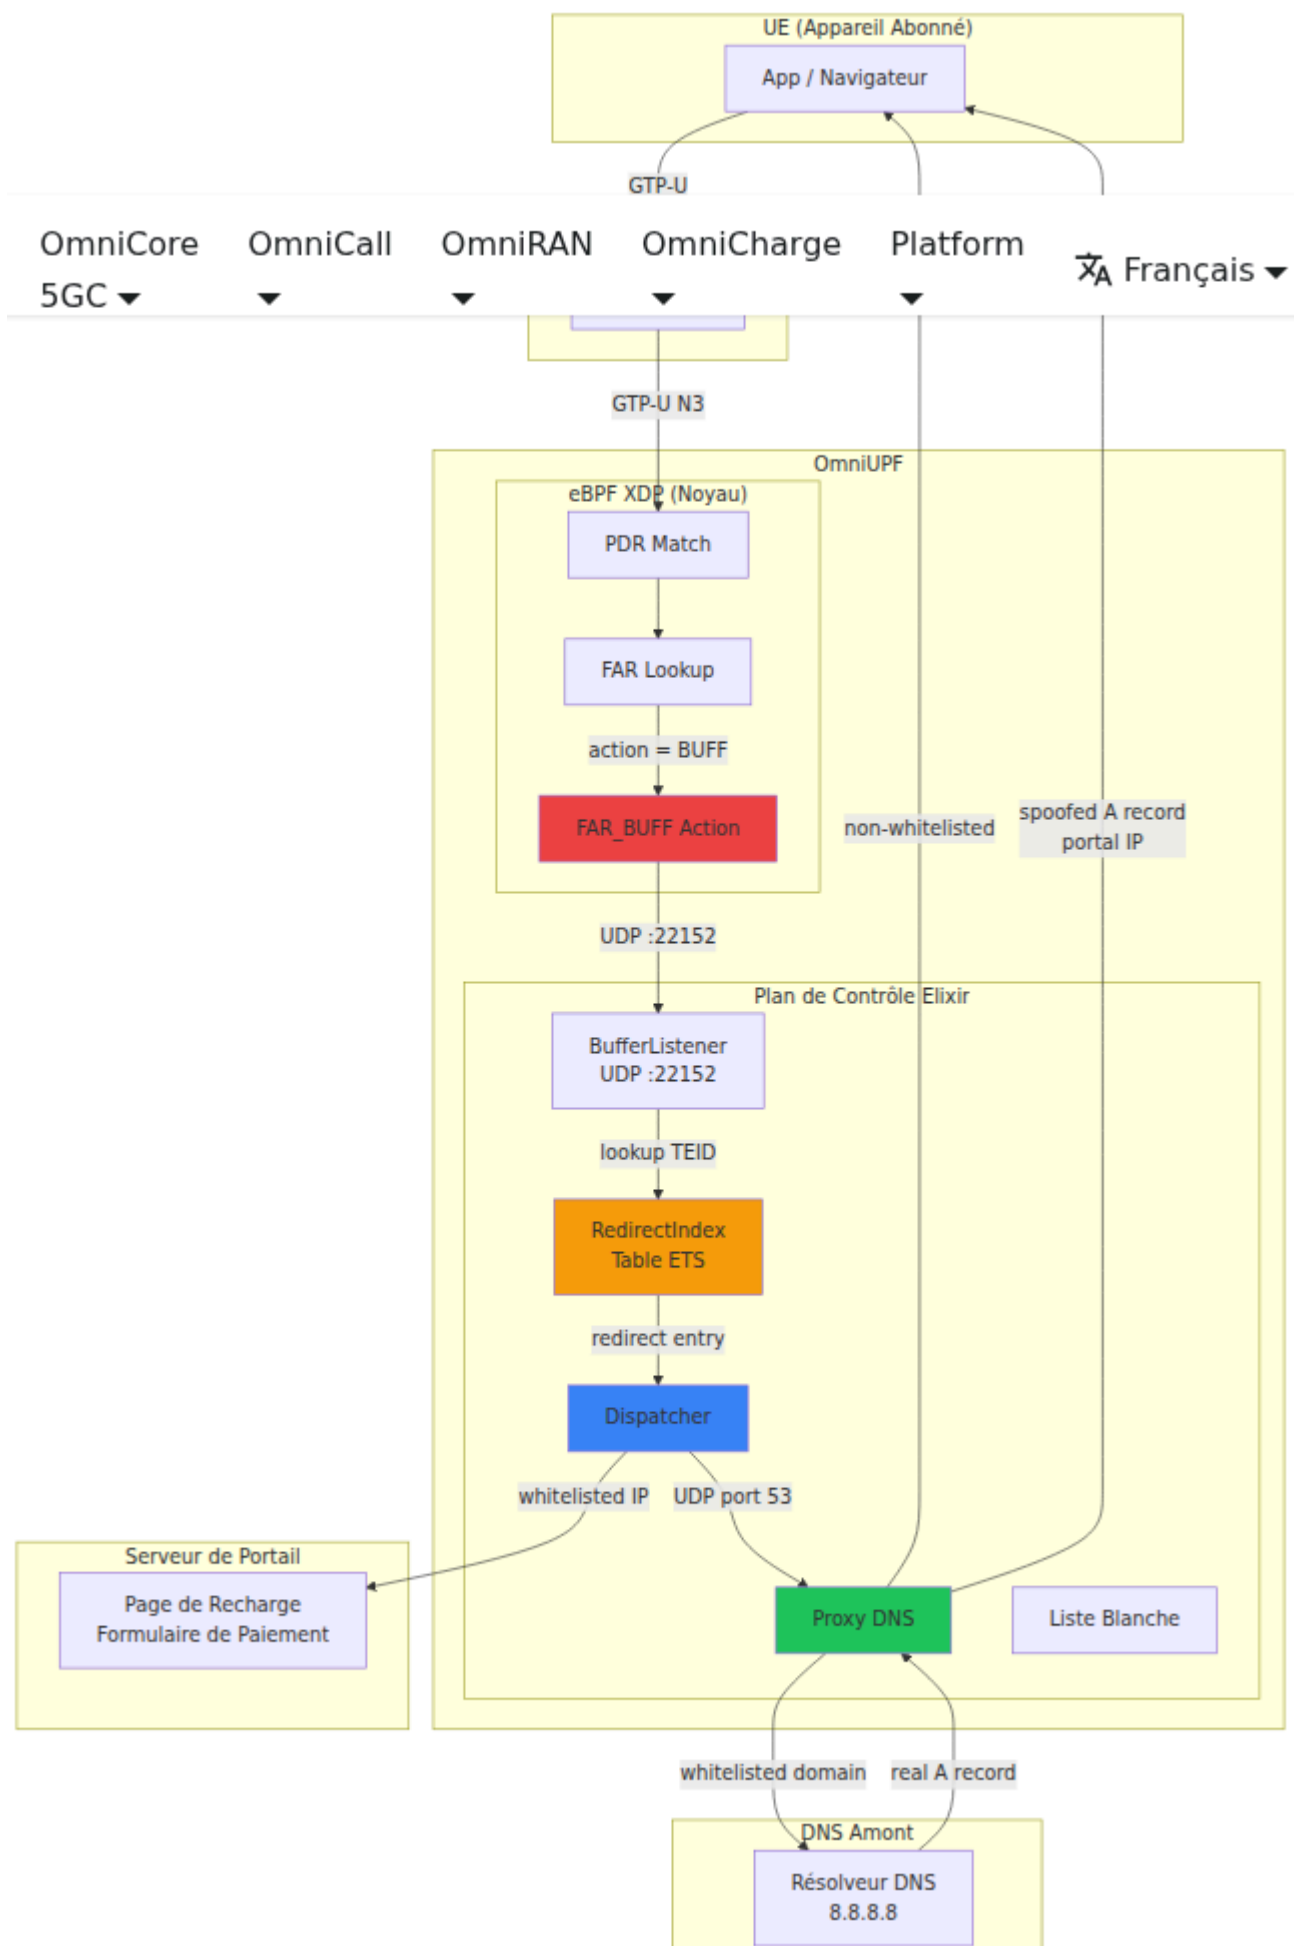 UE (Appareil Abonné)
App / Navigateur
GTP-U
OmniCore
5GC
OmniCall
OmniRAN
OmniCharge
Platform
Français
GTP-U N3
OmniUPF
eBPF XDP (Noyau)
PDR Match
FAR Lookup
action = BUFF
FAR_BUFF Action
non-whitelisted
spoofed A record
portal IP
UDP :22152
Plan de Contrôle Elixir
BufferListener
UDP :22152
lookup TEID
RedirectIndex
Table ETS
redirect entry
Dispatcher
whitelisted IP
UDP port 53
Serveur de Portail
Page de Recharge
Formulaire de Paiement
Proxy DNS
Liste Blanche
whitelisted domain
real A record
DNS Amont
Résolveur DNS
8.8.8.8